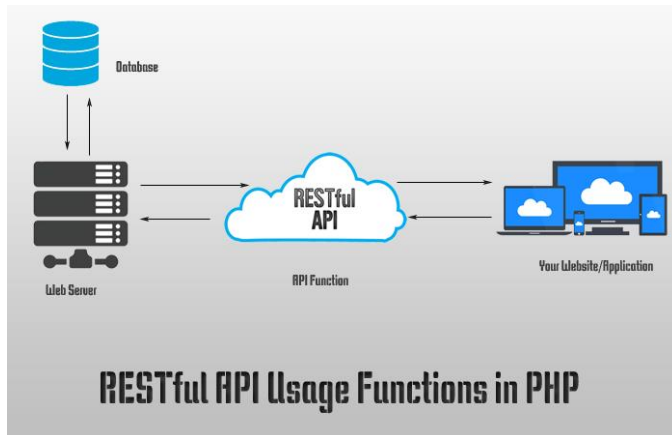 Database
RESTful
API
Web Server
API Function
Your Website/Application
RESTful API Usage Functions in PHP